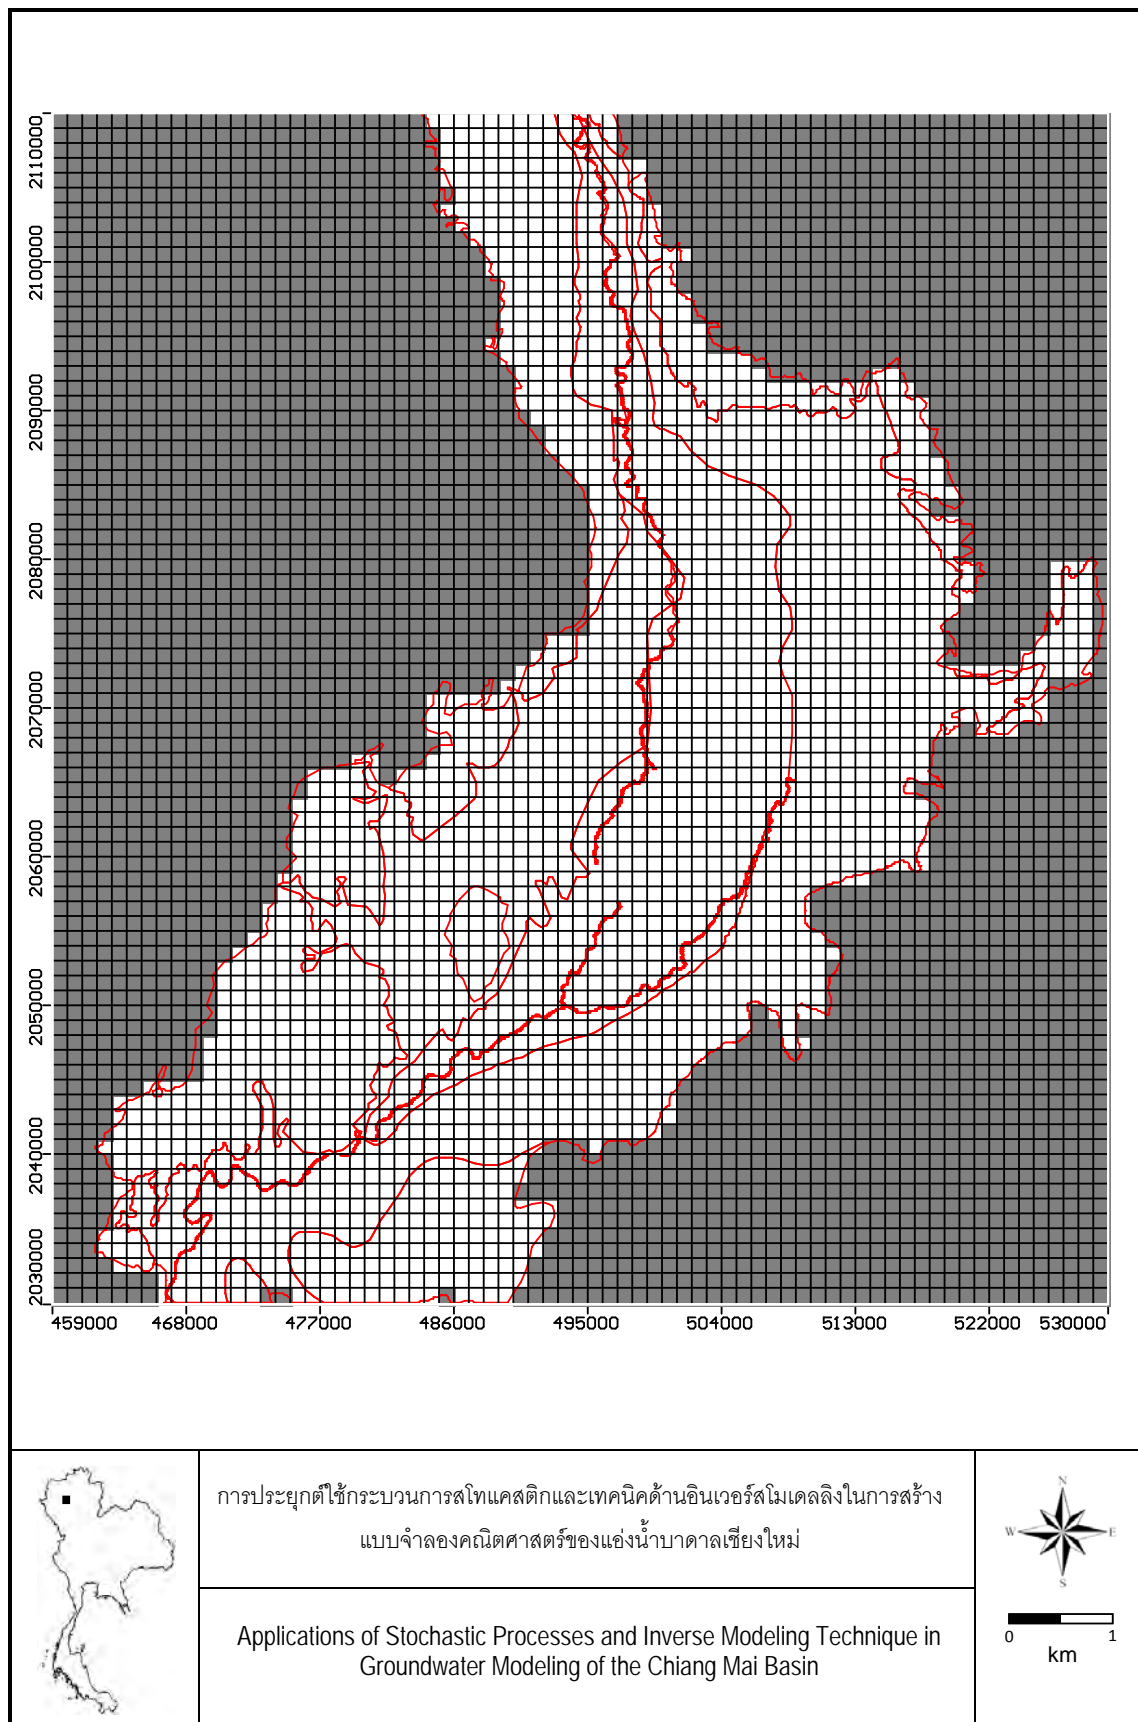 2110000
2100000
2090000
2080000
2070000
2060000
2050000
2040000
2030000
459000 468000 477000 486000 495000 504000 513000 522000 530000
การประยุกต์ใช้กระบวนการสโทแคสติกและเทคนิคด้านอินเวอร์สโมเดลลิงในการสร้าง
แบบจำลองคณิตศาสตร์ของแอ่งน้ำบาดาลเชียงใหม่
Applications of Stochastic Processes and Inverse Modeling Technique in
Groundwater Modeling of the Chiang Mai Basin
N
W E
S
0 1
km